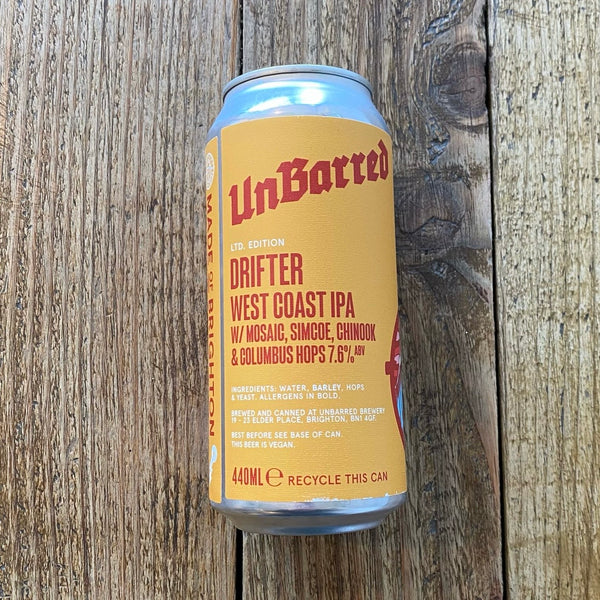 UnBarred
LTD. EDITION
DRIFTER
WEST COAST IPA
W/ MOSAIC, SIMCOE, CHINOOK
& COLUMBUS HOPS 7.6% ABV
INGREDIENTS: WATER, BARLEY, HOPS
& YEAST. ALLERGENS IN BOLD.
BREWED AND CANNED AT UNBARRED BREWERY
19 - 23 ELDER PLACE, BRIGHTON, BN1 4GF.
BEST BEFORE SEE BASE OF CAN.
THIS BEER IS VEGAN.
440ML e RECYCLE THIS CAN
MADE OF BRIGHTON